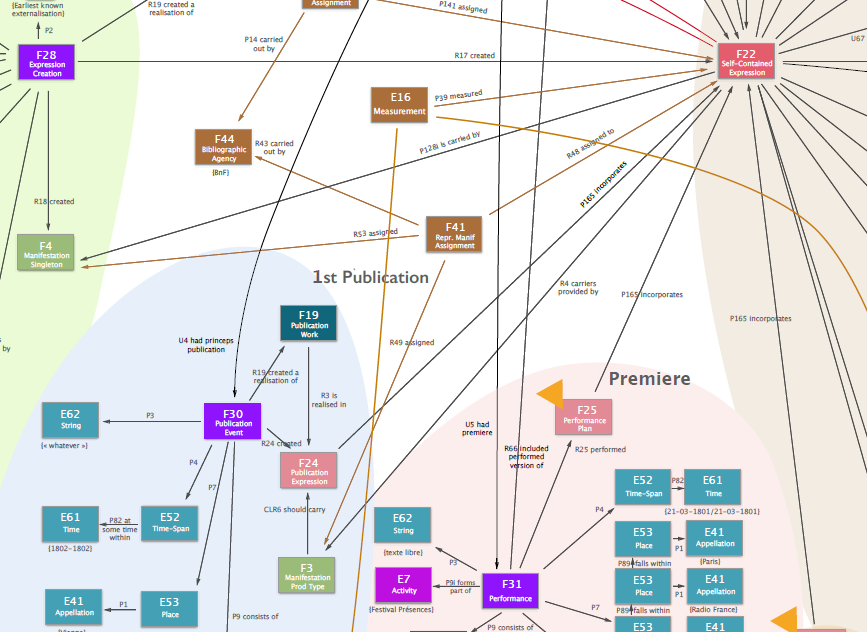 (Earliest known
externalisation)
R19 created a
realisation of
Assignment
P141 assigned
P2
P14 carried
out by
U67
F28
Expression
Creation
R17 created
F22
Self-Contained
Expression
E16
Measurement
P39 measured
F44
Bibliographic
Agency
(BnF)
R43 carried
out by
P128i is carried by
R48 assigned to
P165 incorporates
R18 created
F4
Manifestation
Singleton
R53 assigned
F41
Repr. Manif
Assignment
1st Publication
R4 carriers
provided by
P165 incorporates
P165 incorporates
by
U4 had princeps
publication
F19
Publication
Work
R49 assigned
R19 created a
realisation of
R3 is
realised in
Premiere
E62
String
(« whatever »)
P3
F30
Publication
Event
R24 created
F25
Performance
Plan
U5 had
premiere
R66 included
performed
version of
R25 performed
P4
P7
F24
Publication
Expression
CLR6 should carry
E52
Time-Span
P82
E61
Time
(21-03-1801/21-03-1801)
P4
E61
Time
(1802-1802)
P82 at
some time
within
E52
Time-Span
E62
String
(texte libre)
P3
E53
Place
P1
E41
Appellation
(Paris)
P89 falls within
F3
Manifestation
Prod Type
E7
Activity
(Festival Présences)
P9i forms
part of
F31
Performance
E53
Place
P1
E41
Appellation
(Radio France)
P89 falls within
P7
E41
Appellation
P1
E53
Place
P9 consists of
P9 consists of
E53
E41